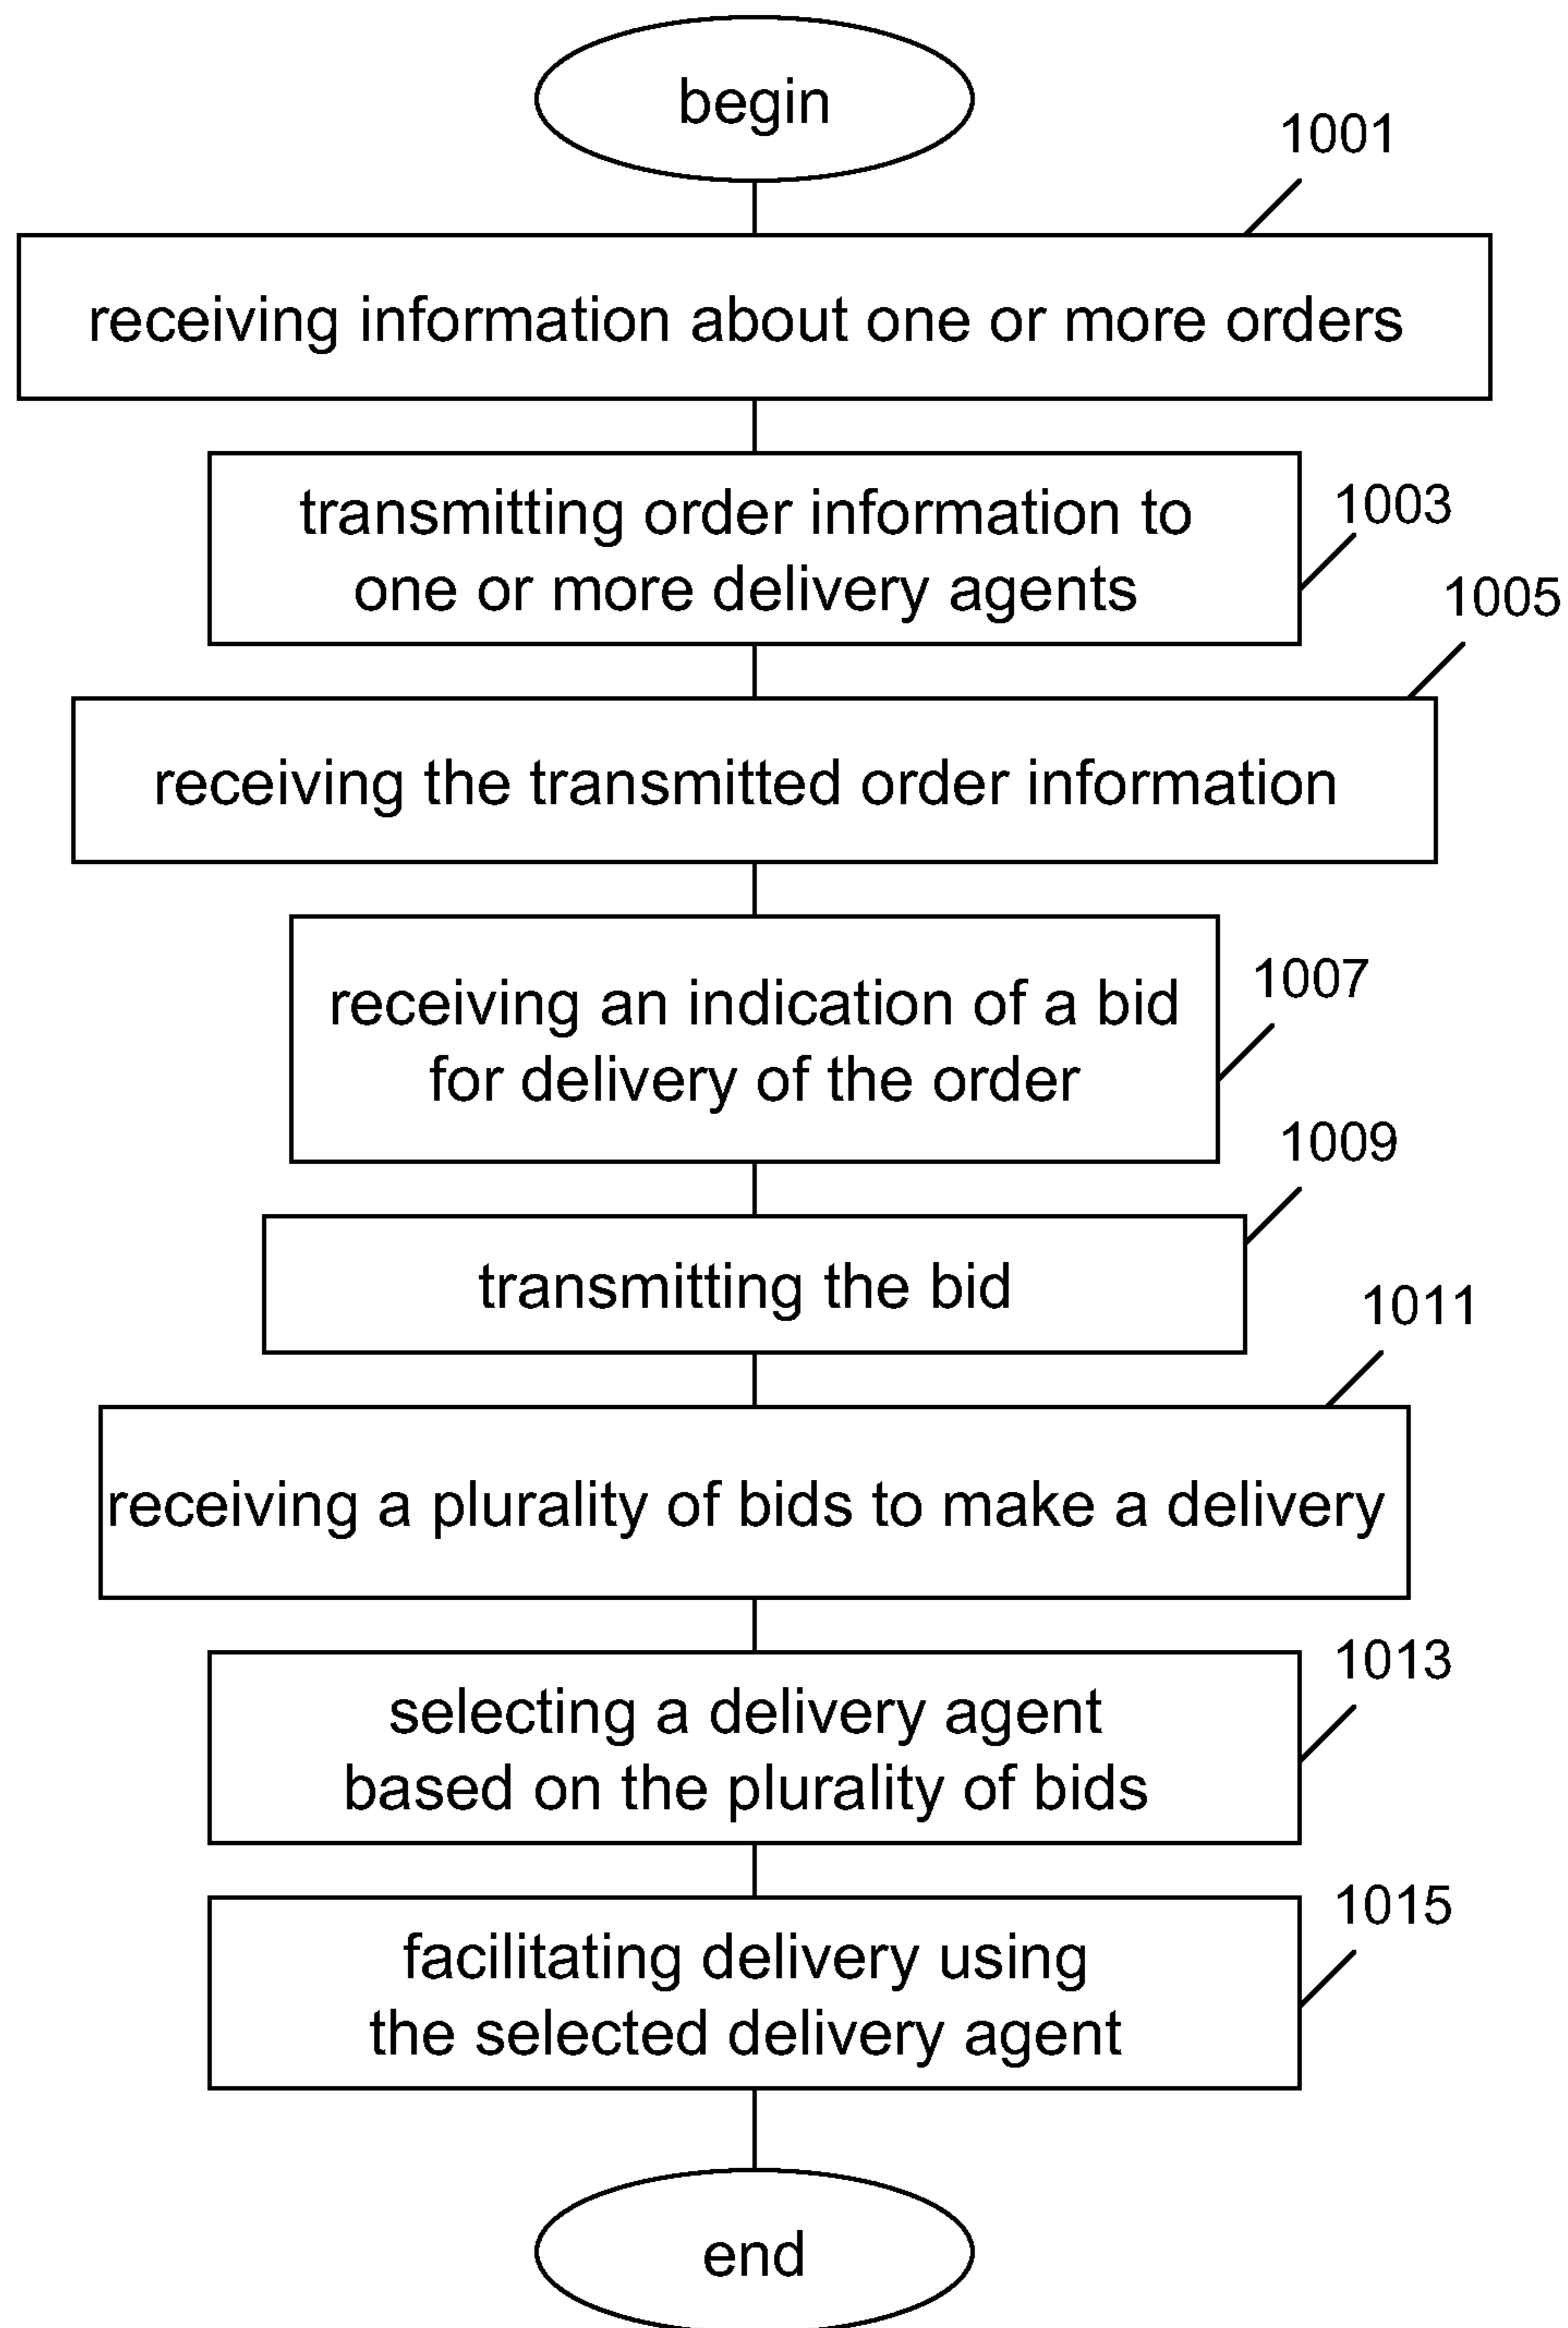 begin
1001
receiving information about one or more orders
transmitting order information to
one or more delivery agents
1003
1005
receiving the transmitted order information
receiving an indication of a bid
for delivery of the order
1007
1009
transmitting the bid
1011
receiving a plurality of bids to make a delivery
1013
selecting a delivery agent
based on the plurality of bids
1015
facilitating delivery using
the selected delivery agent
end